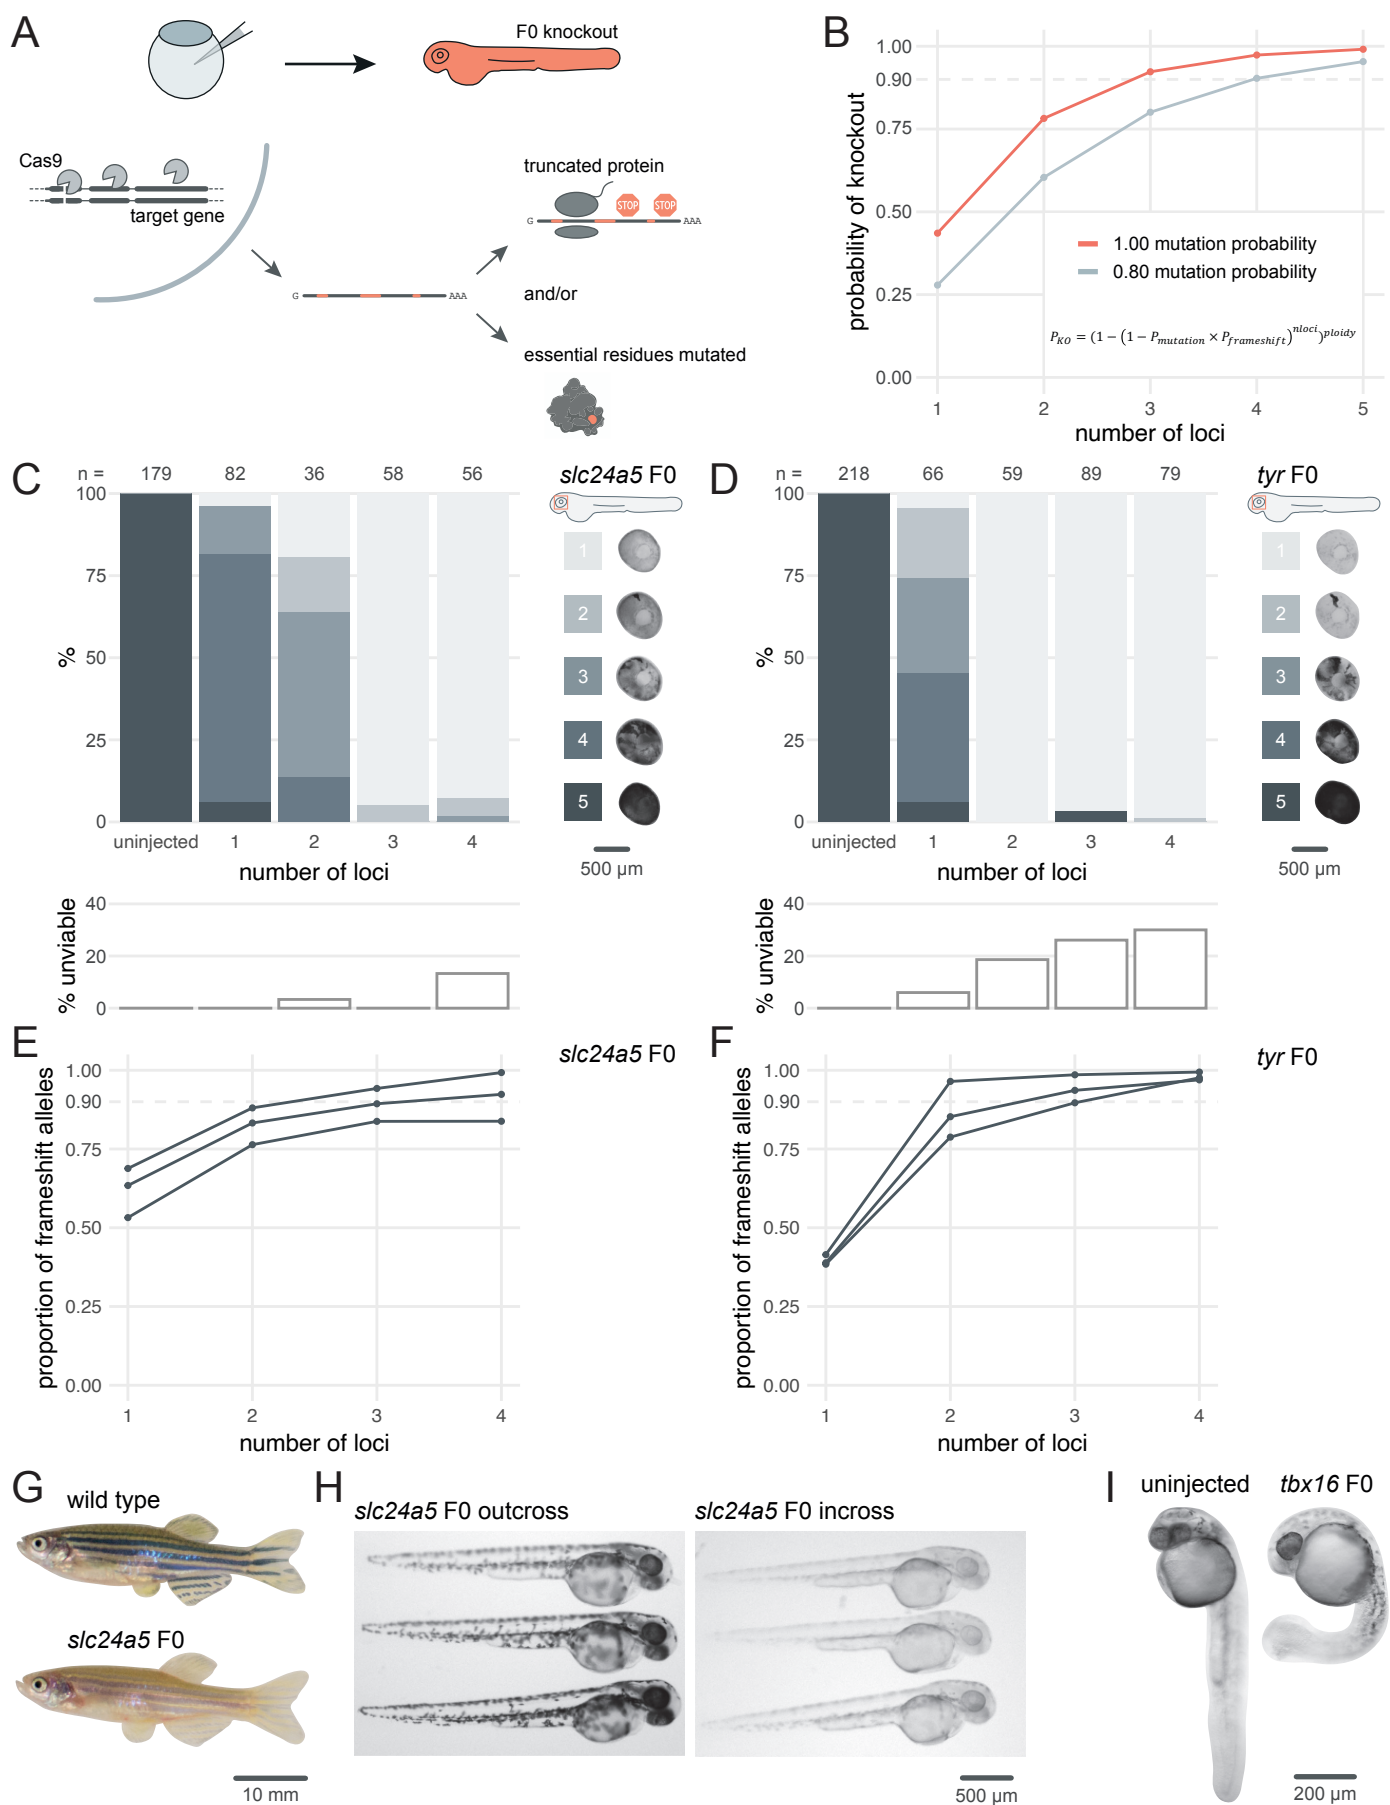 A
F0 knockout
Cas9
target gene
G
AAA
truncated protein
STOP
STOP
G
AAA
and/or
essential residues mutated
B
probability of knockout
1.00
0.90
0.75
0.50
0.25
0.00
1.00 mutation probability
0.80 mutation probability
P_KO = (1 − (1 − P_mutation × P_frameshift)^nloci)^ploidy
1 2 3 4 5
number of loci
C
n = 179 82 36 58 56
slc24a5 F0
%
100
75
50
25
0
uninjected 1 2 3 4
number of loci
1
2
3
4
5
500 µm
% unviable
40
20
0
D
n = 218 66 59 89 79
tyr F0
%
100
75
50
25
0
uninjected 1 2 3 4
number of loci
1
2
3
4
5
500 µm
% unviable
40
20
0
E
slc24a5 F0
proportion of frameshift alleles
1.00
0.90
0.75
0.50
0.25
0.00
1 2 3 4
number of loci
F
tyr F0
proportion of frameshift alleles
1.00
0.90
0.75
0.50
0.25
0.00
1 2 3 4
number of loci
G
wild type
slc24a5 F0
10 mm
H
slc24a5 F0 outcross
slc24a5 F0 incross
500 µm
I
uninjected
tbx16 F0
200 µm